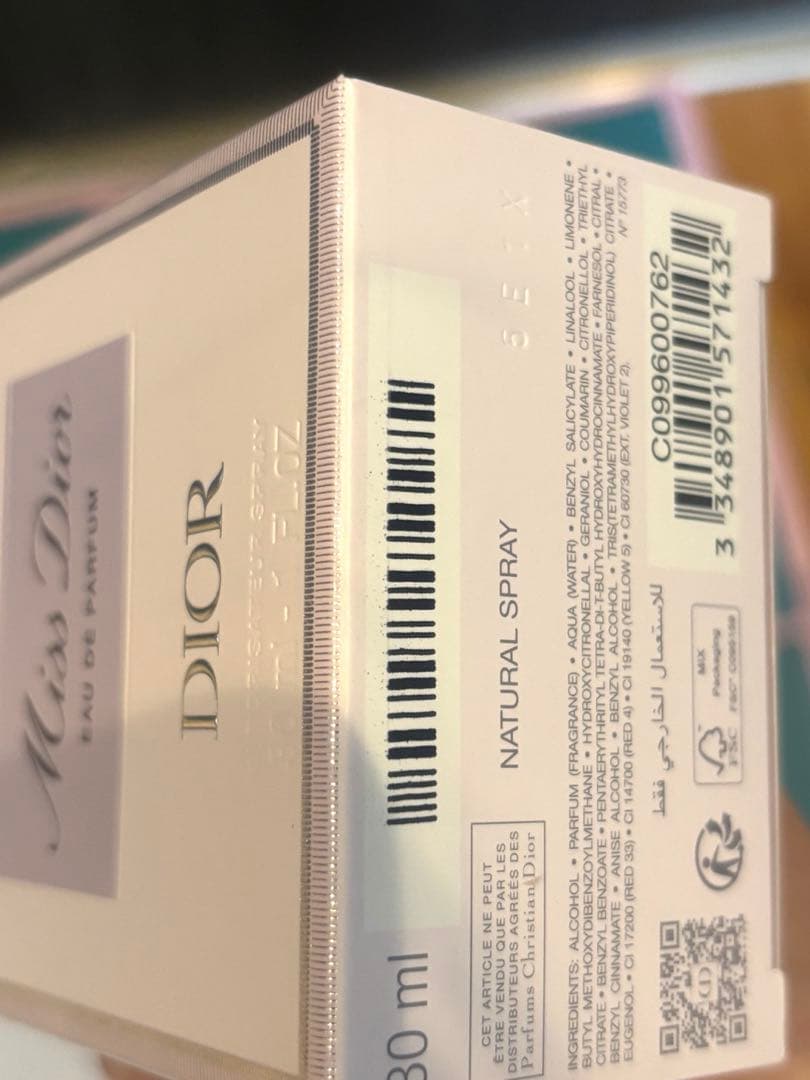 Miss Dior
EAU DE PARFUM
DIOR
1 FL.OZ
30 ml
CET ARTICLE NE PEUT
ÊTRE VENDU QUE PAR LES
DISTRIBUTEURS AGRÉÉS DES
Parfums Christian Dior
NATURAL SPRAY
INGREDIENTS: ALCOHOL • PARFUM (FRAGRANCE) • AQUA (WATER) • BENZYL SALICYLATE • LINALOOL • LIMONENE •
BUTYL METHOXYDIBENZOYLMETHANE • HYDROXYCITRONELLAL • GERANIOL • COUMARIN • CITRONELLOL • TRIETHYL
CITRATE • BENZYL BENZOATE • PENTAERYTHRITYL TETRA-DI-T-BUTYL HYDROXYHYDROCINNAMATE • FARNESOL • CITRAL •
BENZYL CINNAMATE • ANISE ALCOHOL • BENZYL ALCOHOL • TRIS(TETRAMETHYLHYDROXYPIPERIDINOL) CITRATE •
EUGENOL • CI 17200 (RED 33) • CI 14700 (RED 4) • CI 19140 (YELLOW 5) • CI 60730 (EXT. VIOLET 2).
N° 15773
للاستعمال الخارجي فقط
C099600762
3 348901 571432
FSC
MIX
Packaging